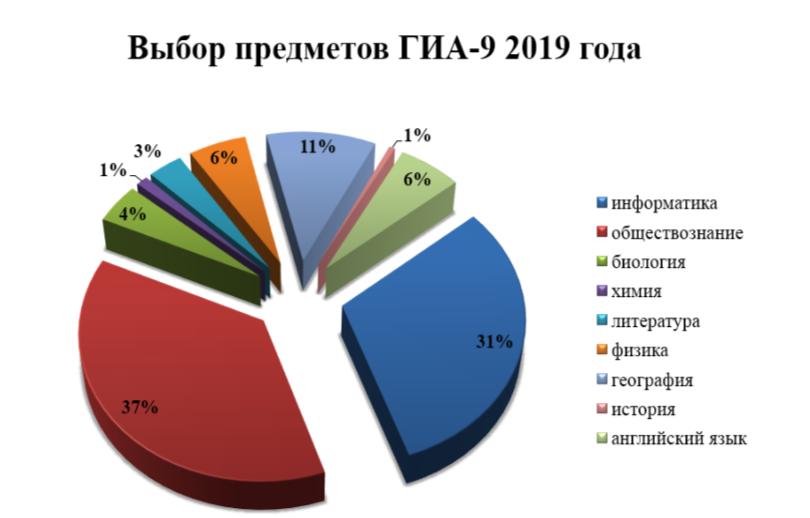 Выбор предметов ГИА-9 2019 года
1%
3%
6%
11%
1%
6%
4%
31%
37%
информатика
обществознание
биология
химия
литература
физика
география
история
английский язык